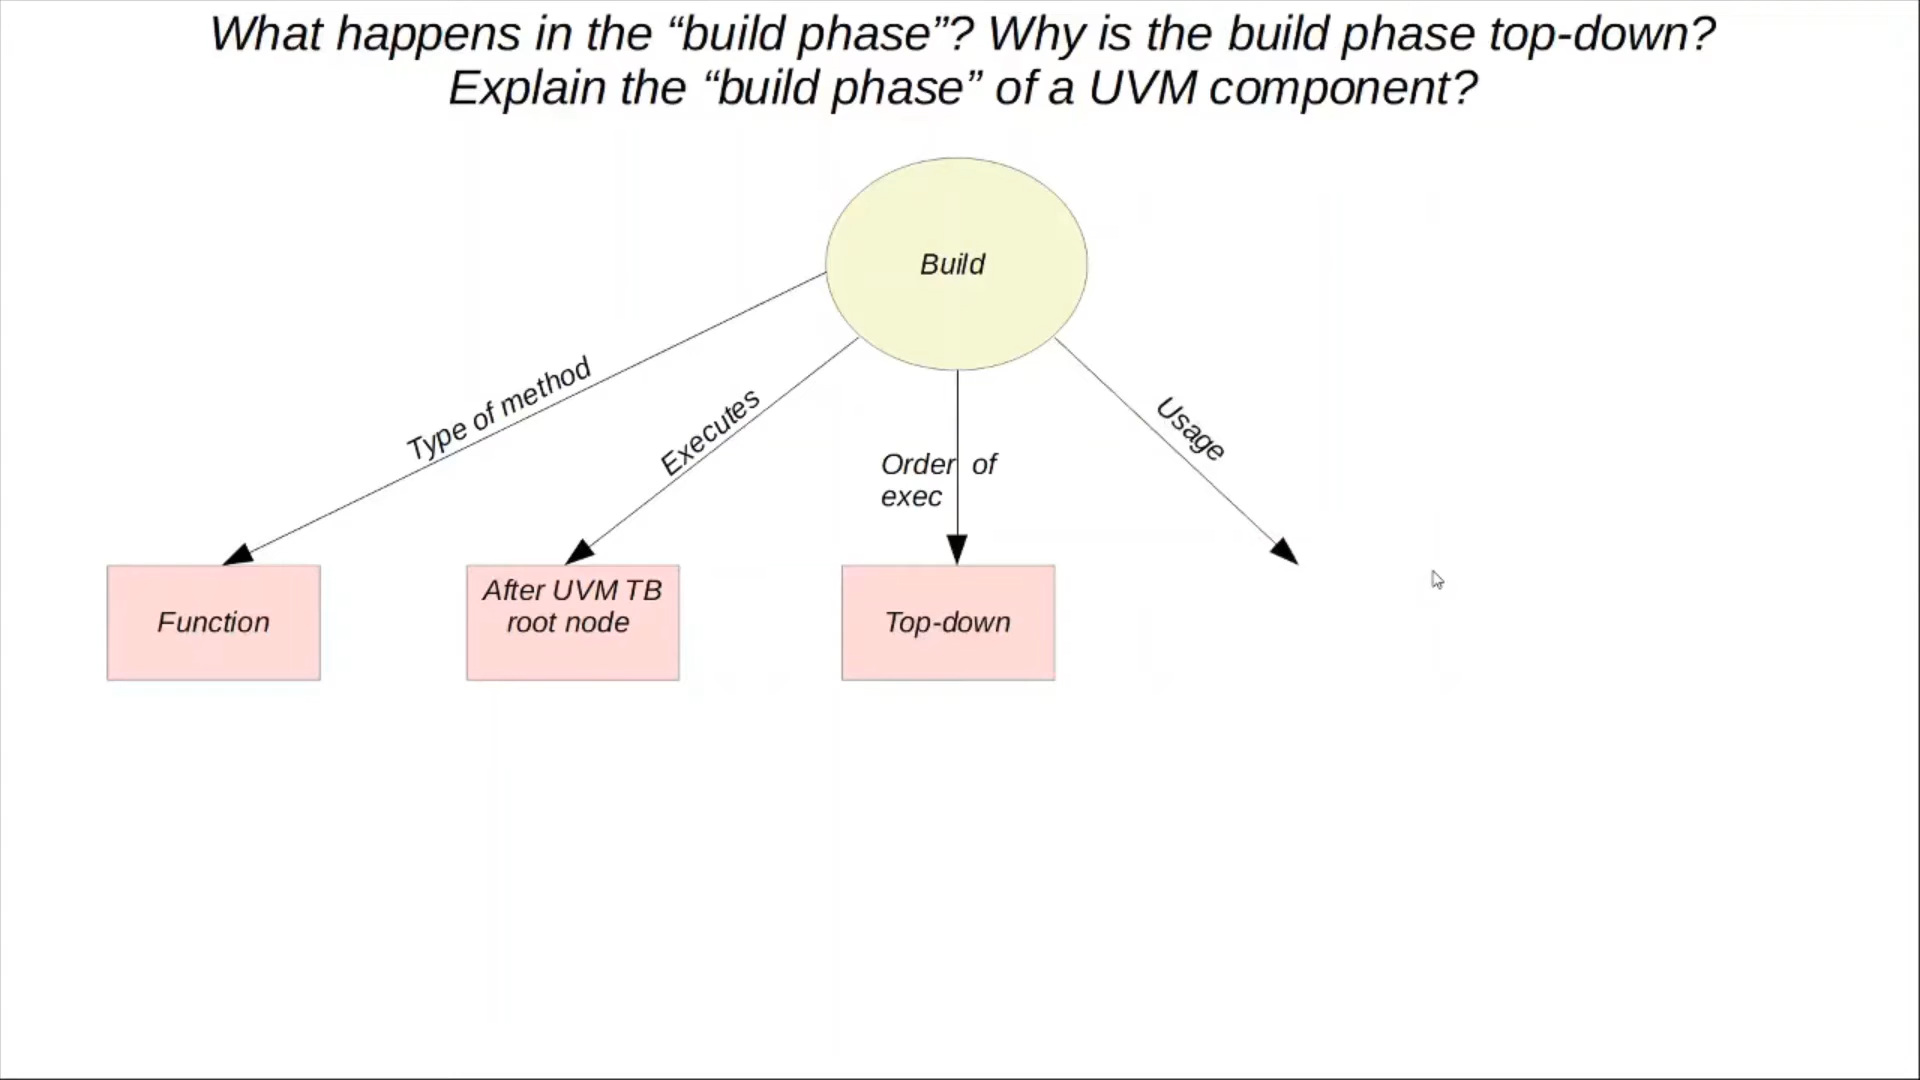 What happens in the “build phase”? Why is the build phase top-down?
Explain the “build phase” of a UVM component?
Build
Type of method
Executes
Order of
exec
Usage
Function
After UVM TB
root node
Top-down